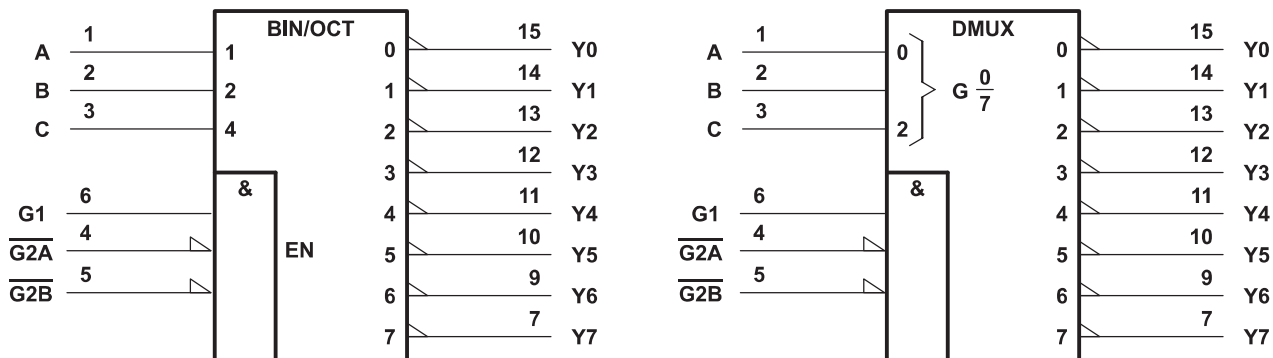 BIN/OCT
A 1 1 0 15 Y0
B 2 2 1 14 Y1
C 3 4 2 13 Y2
3 12 Y3
&
G1 6 4 11 Y4
G2A 4 EN 5 10 Y5
G2B 5 6 9 Y6
7 7 Y7
DMUX
A 1 0 0 15 Y0
B 2 G 0/7 1 14 Y1
C 3 2 2 13 Y2
3 12 Y3
&
G1 6 4 11 Y4
G2A 4 5 10 Y5
G2B 5 6 9 Y6
7 7 Y7